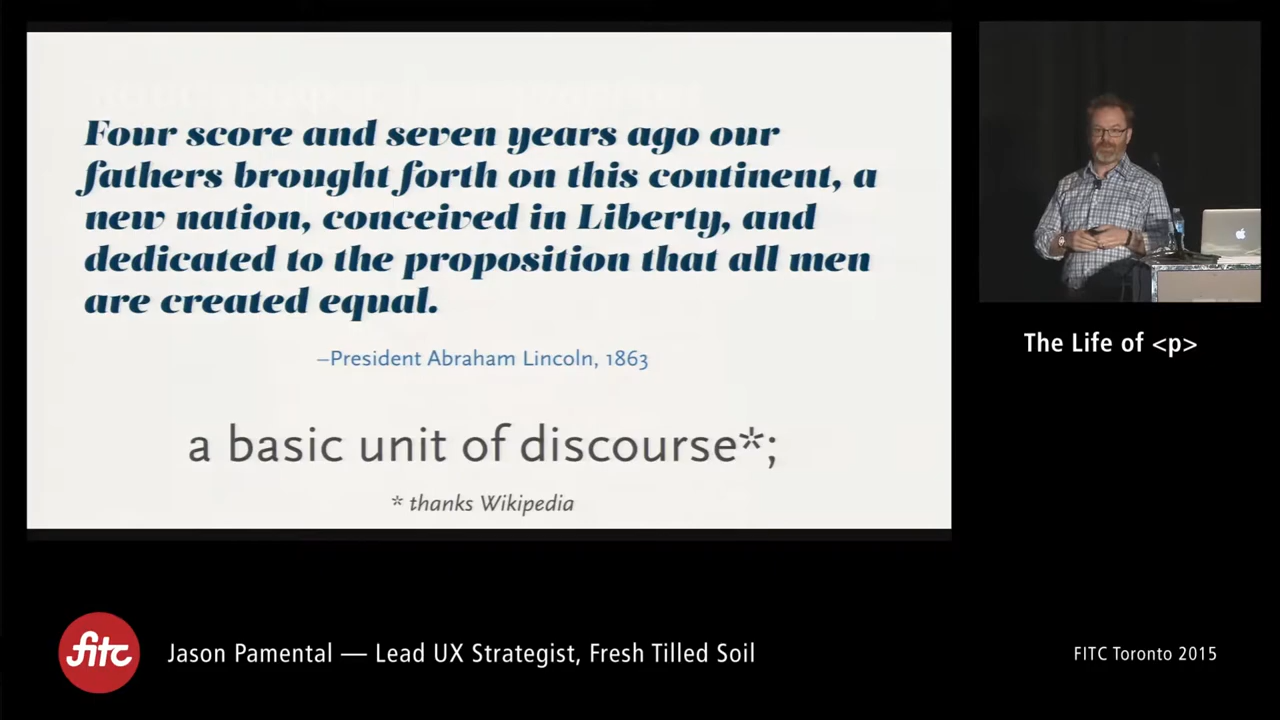 Four score and seven years ago our
fathers brought forth on this continent, a
new nation, conceived in Liberty, and
dedicated to the proposition that all men
are created equal.
–President Abraham Lincoln, 1863
a basic unit of discourse*;
* thanks Wikipedia
The Life of <p>
fitc
Jason Pamental — Lead UX Strategist, Fresh Tilled Soil
FITC Toronto 2015